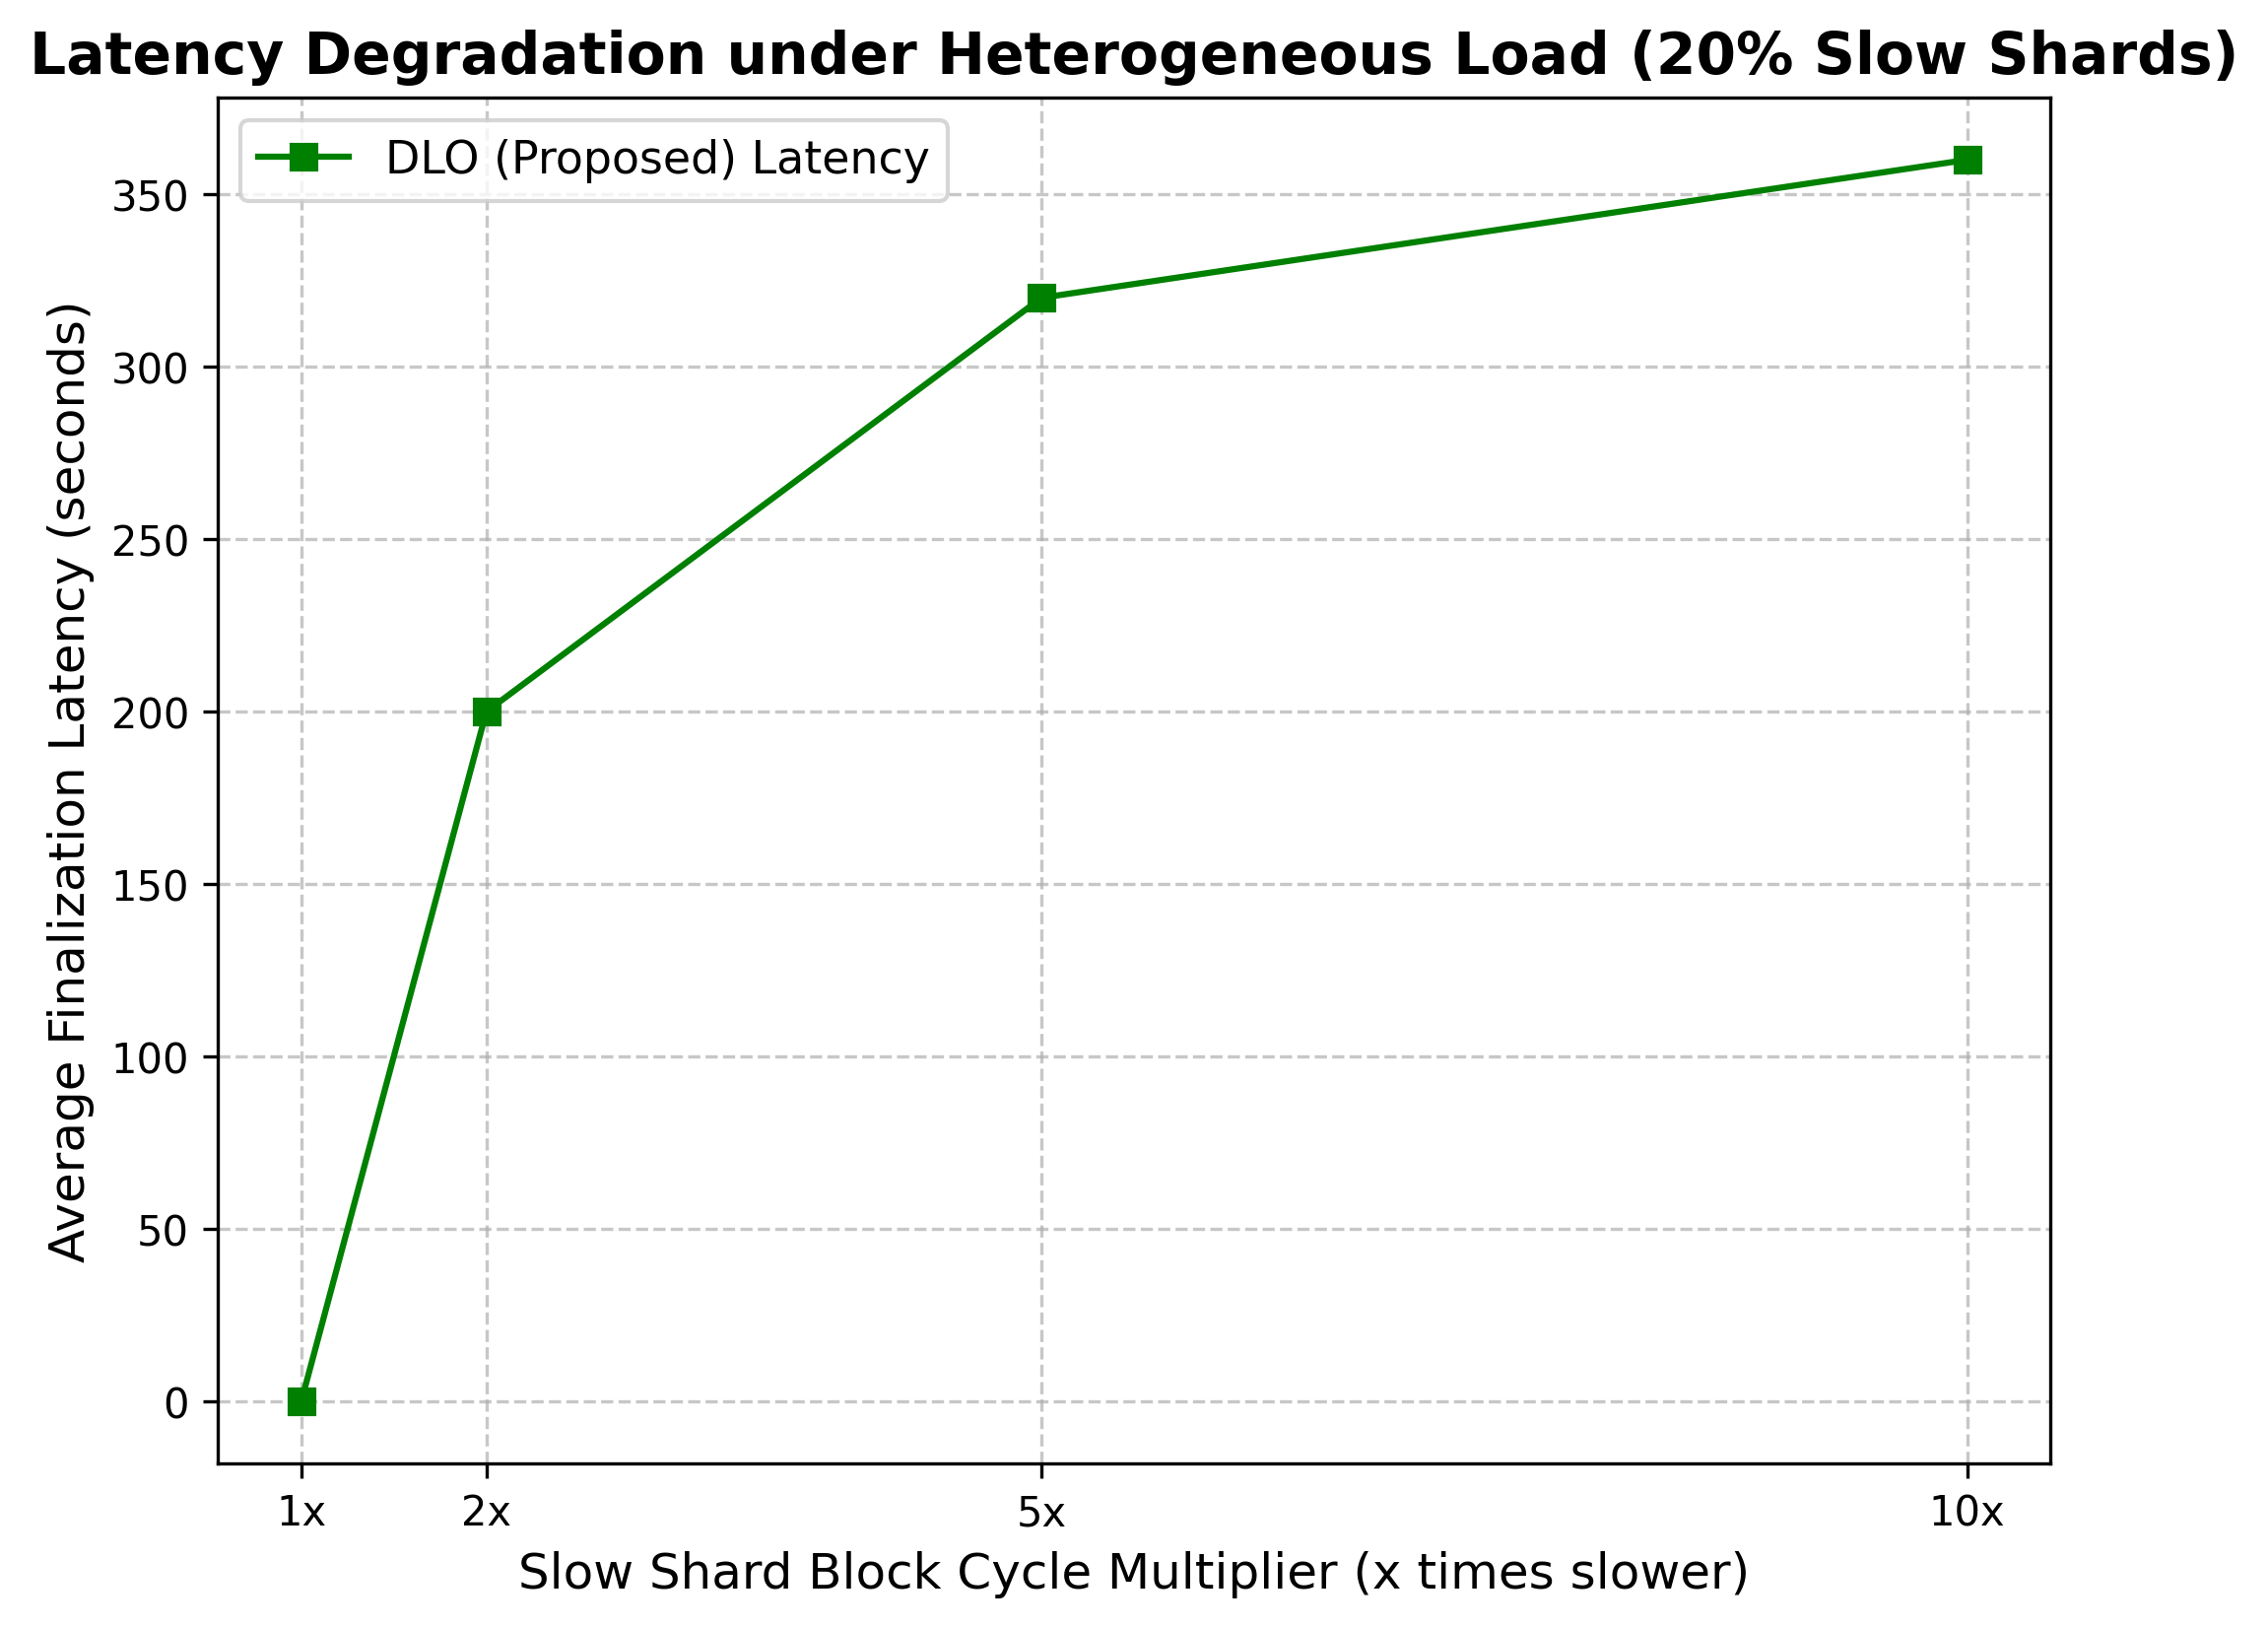 Latency Degradation under Heterogeneous Load (20% Slow Shards)
DLO (Proposed) Latency
Average Finalization Latency (seconds)
350
300
250
200
150
100
50
0
1x 2x 5x 10x
Slow Shard Block Cycle Multiplier (x times slower)